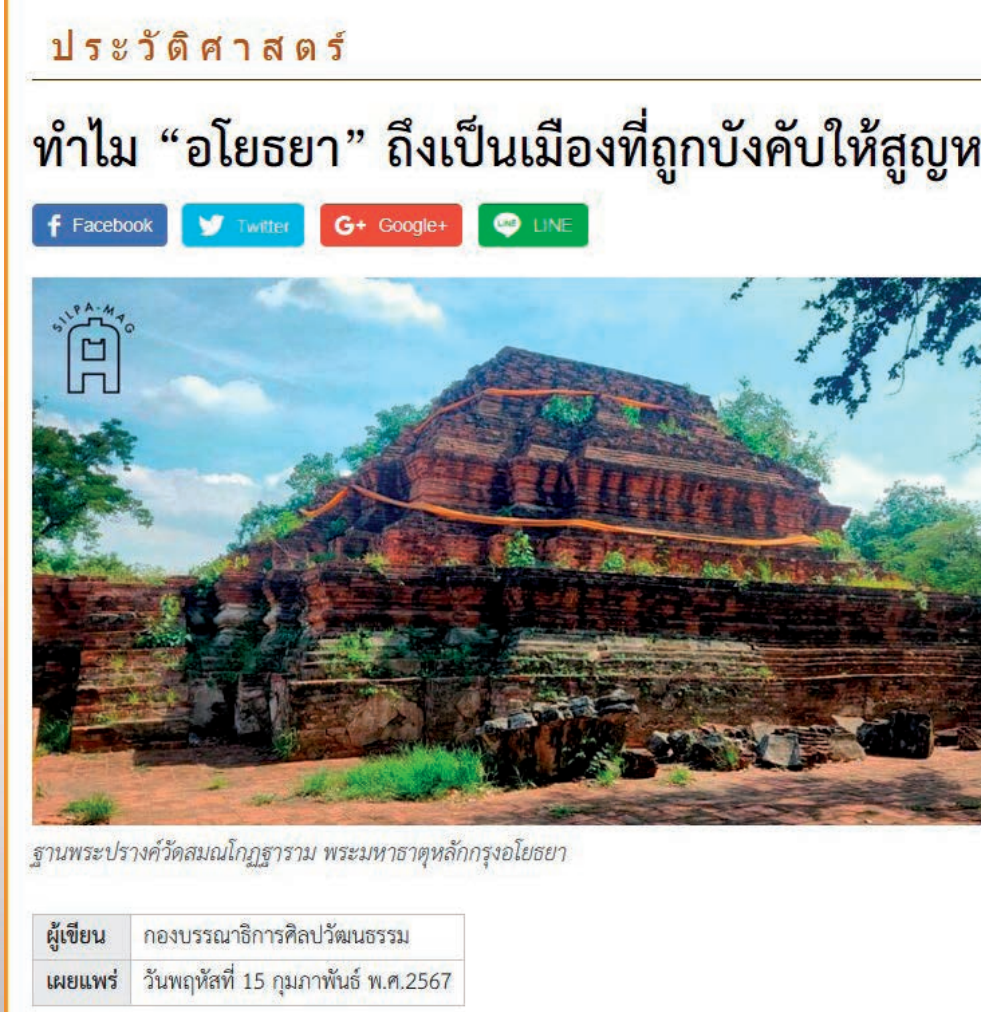 ประวัติศาสตร์
ทำไม “อโยธยา” ถึงเป็นเมืองที่ถูกบังคับให้สูญห
f Facebook Twitter G+ Google+ LINE LINE
SILPA-MAG
ฐานพระปรางค์วัดสมณโกฏฐาราม พระมหาธาตุหลักกรุงอโยธยา
ผู้เขียน กองบรรณาธิการศิลปวัฒนธรรม
เผยแพร่ วันพฤหัสที่ 15 กุมภาพันธ์ พ.ศ.2567